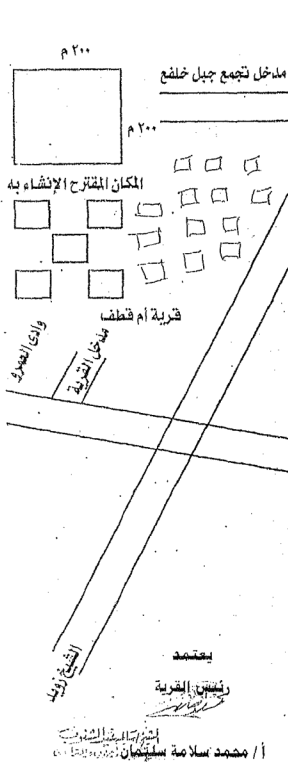 ٢٠٠ م
مدخل تجمع جبل خلفع
٢٠٠ م
المكان المقترح الإنشاء به
قرية أم قطف
وادى العمرو
مدخل القرية
الشيخ زويد
يعتمد
رئيس القرية
أ/ محمد سلامة سليمان